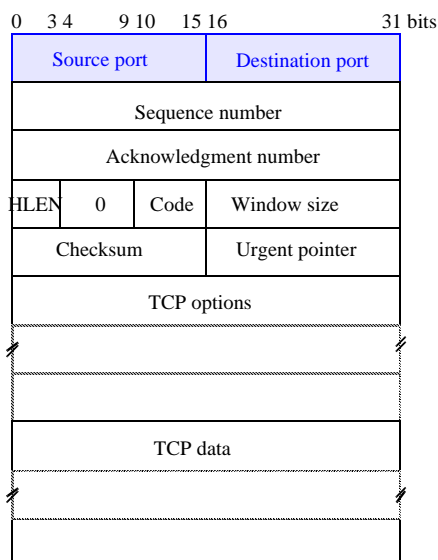 0 3 4 9 10 15 16 31 bits
Source port Destination port
Sequence number
Acknowledgment number
HLEN 0 Code Window size
Checksum Urgent pointer
TCP options
TCP data